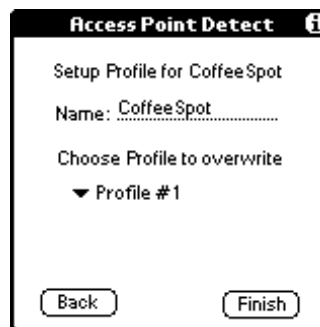 Access Point Detect i
Setup Profile for CoffeeSpot
Name: CoffeeSpot
Choose Profile to overwrite
Profile #1
Back Finish